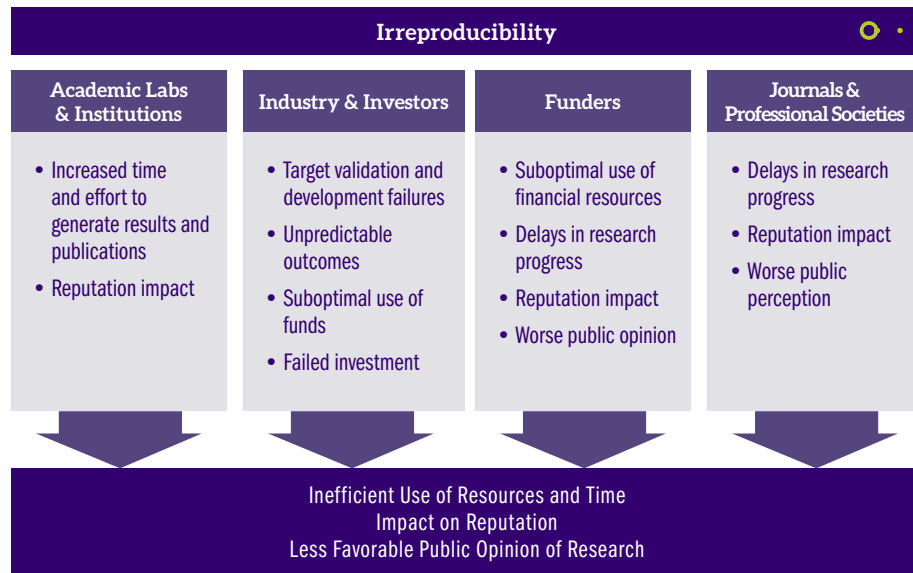 Irreproducibility
Academic Labs
& Institutions
• Increased time
and effort to
generate results and
publications
• Reputation impact
Industry & Investors
• Target validation and
development failures
• Unpredictable
outcomes
• Suboptimal use of
funds
• Failed investment
Funders
• Suboptimal use of
financial resources
• Delays in research
progress
• Reputation impact
• Worse public opinion
Journals &
Professional Societies
• Delays in research
progress
• Reputation impact
• Worse public
perception
Inefficient Use of Resources and Time
Impact on Reputation
Less Favorable Public Opinion of Research